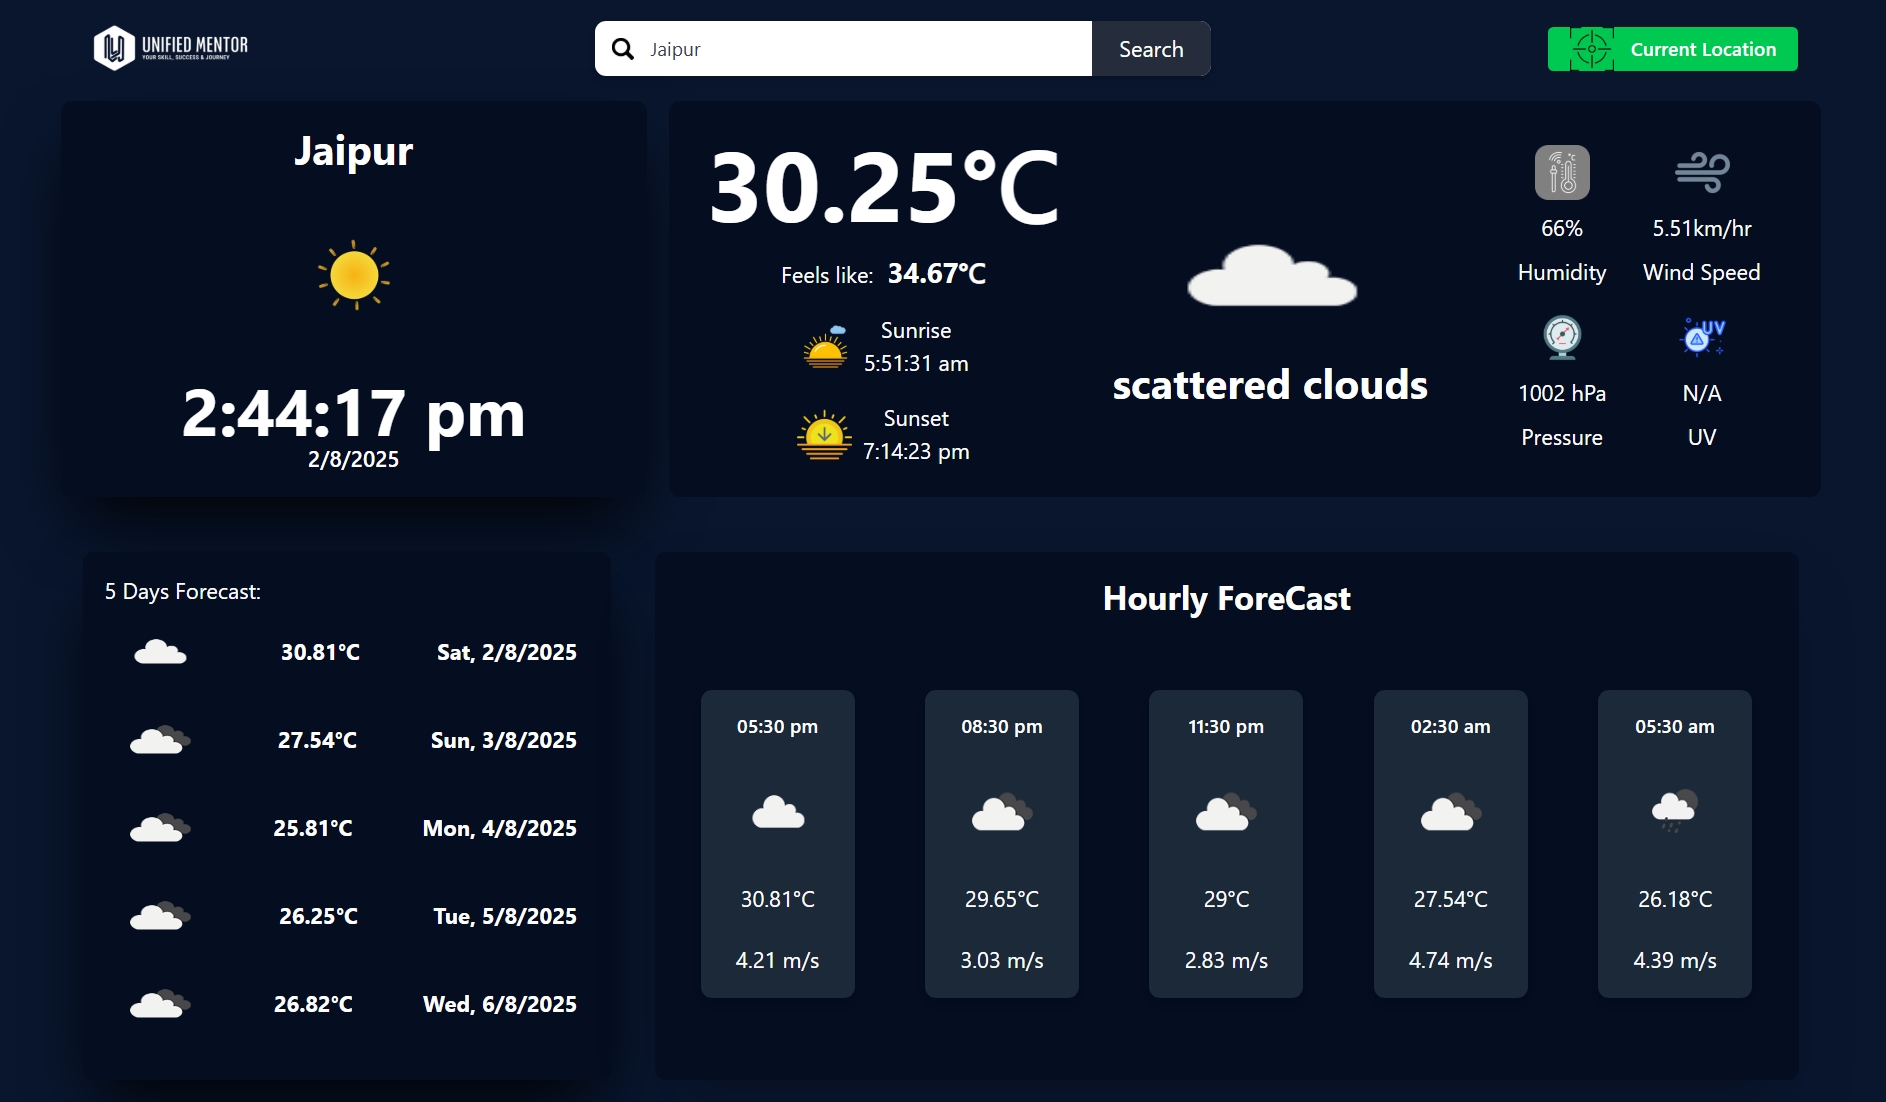 UNIFIED MENTOR
YOUR SKILL, SUCCESS & JOURNEY
Jaipur
Search
Current Location
Jaipur
2:44:17 pm
2/8/2025
30.25°C
Feels like: 34.67°C
Sunrise
5:51:31 am
Sunset
7:14:23 pm
scattered clouds
°C
66%
Humidity
5.51km/hr
Wind Speed
1002 hPa
Pressure
UV
N/A
UV
5 Days Forecast:
30.81°C Sat, 2/8/2025
27.54°C Sun, 3/8/2025
25.81°C Mon, 4/8/2025
26.25°C Tue, 5/8/2025
26.82°C Wed, 6/8/2025
Hourly ForeCast
05:30 pm
30.81°C
4.21 m/s
08:30 pm
29.65°C
3.03 m/s
11:30 pm
29°C
2.83 m/s
02:30 am
27.54°C
4.74 m/s
05:30 am
26.18°C
4.39 m/s